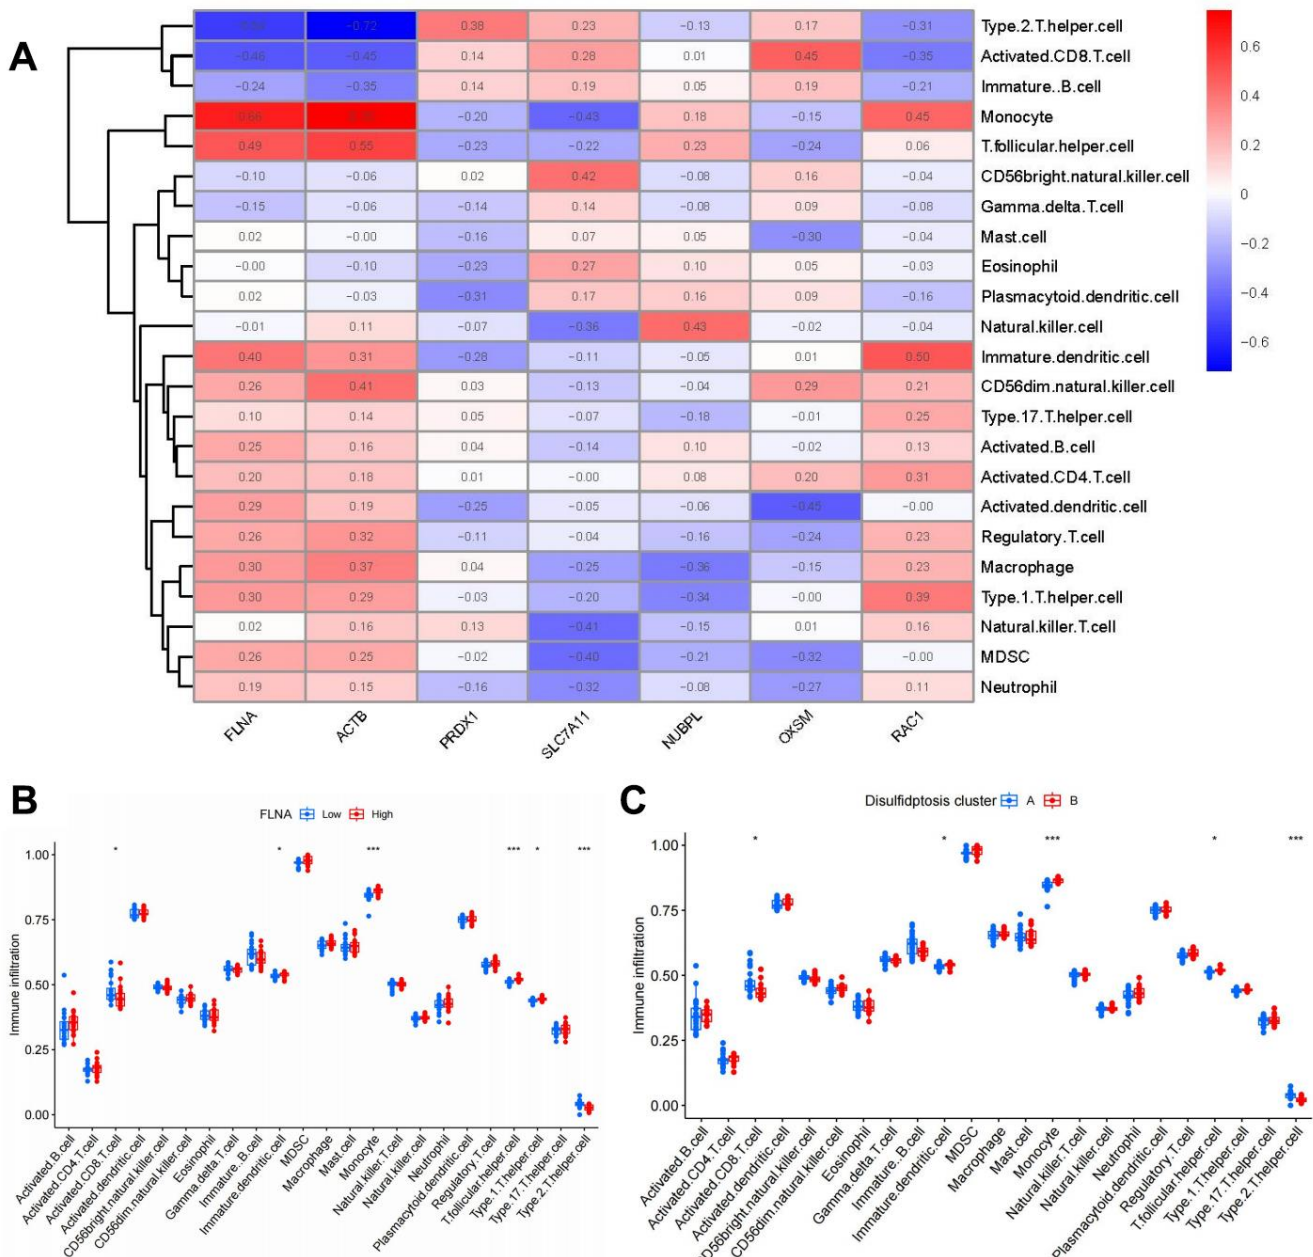 A
−0.72 0.38 0.23 −0.13 0.17 −0.31 Type.2.T.helper.cell
−0.46 −0.45 0.14 0.28 0.01 0.45 −0.35 Activated.CD8.T.cell
−0.24 −0.35 0.14 0.19 0.05 0.19 −0.21 Immature..B.cell
0.66 −0.20 −0.43 0.18 −0.15 0.45 Monocyte
0.49 0.55 −0.23 −0.22 0.23 −0.24 0.06 T.follicular.helper.cell
−0.10 −0.06 0.02 0.42 −0.08 0.16 −0.04 CD56bright.natural.killer.cell
−0.15 −0.06 −0.14 0.14 −0.08 0.09 −0.08 Gamma.delta.T.cell
0.02 −0.00 −0.16 0.07 0.05 −0.30 −0.04 Mast.cell
−0.00 −0.10 −0.23 0.27 0.10 0.05 −0.03 Eosinophil
0.02 −0.03 −0.31 0.17 0.16 0.09 −0.16 Plasmacytoid.dendritic.cell
−0.01 0.11 −0.07 −0.36 0.43 −0.02 −0.04 Natural.killer.cell
0.40 0.31 −0.28 −0.11 −0.05 0.01 0.50 Immature.dendritic.cell
0.26 0.41 0.03 −0.13 −0.04 0.29 0.21 CD56dim.natural.killer.cell
0.10 0.14 0.05 −0.07 −0.18 −0.01 0.25 Type.17.T.helper.cell
0.25 0.16 0.04 −0.14 0.10 −0.02 0.13 Activated.B.cell
0.20 0.18 0.01 −0.00 0.08 0.20 0.31 Activated.CD4.T.cell
0.29 0.19 −0.25 −0.05 −0.06 −0.45 −0.00 Activated.dendritic.cell
0.26 0.32 −0.11 −0.04 −0.16 −0.24 0.23 Regulatory.T.cell
0.30 0.37 0.04 −0.25 −0.36 −0.15 0.23 Macrophage
0.30 0.29 −0.03 −0.20 −0.34 −0.00 0.39 Type.1.T.helper.cell
0.02 0.16 0.13 −0.41 −0.15 0.01 0.16 Natural.killer.T.cell
0.26 0.25 −0.02 −0.40 −0.21 −0.32 −0.00 MDSC
0.19 0.15 −0.16 −0.32 −0.08 −0.27 0.11 Neutrophil
FLNA ACTB PRDX1 SLC7A11 NUBPL OXSM RAC1
0.6
0.4
0.2
0
−0.2
−0.4
−0.6
B
FLNA Low High
* * *** *** * ***
Immune infiltration
1.00
0.75
0.50
0.25
0.00
Activated.B.cell
Activated.CD4.T.cell
Activated.CD8.T.cell
Activated.dendritic.cell
CD56bright.natural.killer.cell
CD56dim.natural.killer.cell
Eosinophil
Gamma.delta.T.cell
Immature..B.cell
Immature.dendritic.cell
MDSC
Macrophage
Mast.cell
Monocyte
Natural.killer.T.cell
Natural.killer.cell
Neutrophil
Plasmacytoid.dendritic.cell
Regulatory.T.cell
T.follicular.helper.cell
Type.1.T.helper.cell
Type.17.T.helper.cell
Type.2.T.helper.cell
C
Disulfidptosis cluster A B
* * *** * ***
Immune infiltration
1.00
0.75
0.50
0.25
0.00
Activated.B.cell
Activated.CD4.T.cell
Activated.CD8.T.cell
Activated.dendritic.cell
CD56bright.natural.killer.cell
CD56dim.natural.killer.cell
Eosinophil
Gamma.delta.T.cell
Immature..B.cell
Immature.dendritic.cell
MDSC
Macrophage
Mast.cell
Monocyte
Natural.killer.T.cell
Natural.killer.cell
Neutrophil
Plasmacytoid.dendritic.cell
Regulatory.T.cell
T.follicular.helper.cell
Type.1.T.helper.cell
Type.17.T.helper.cell
Type.2.T.helper.cell